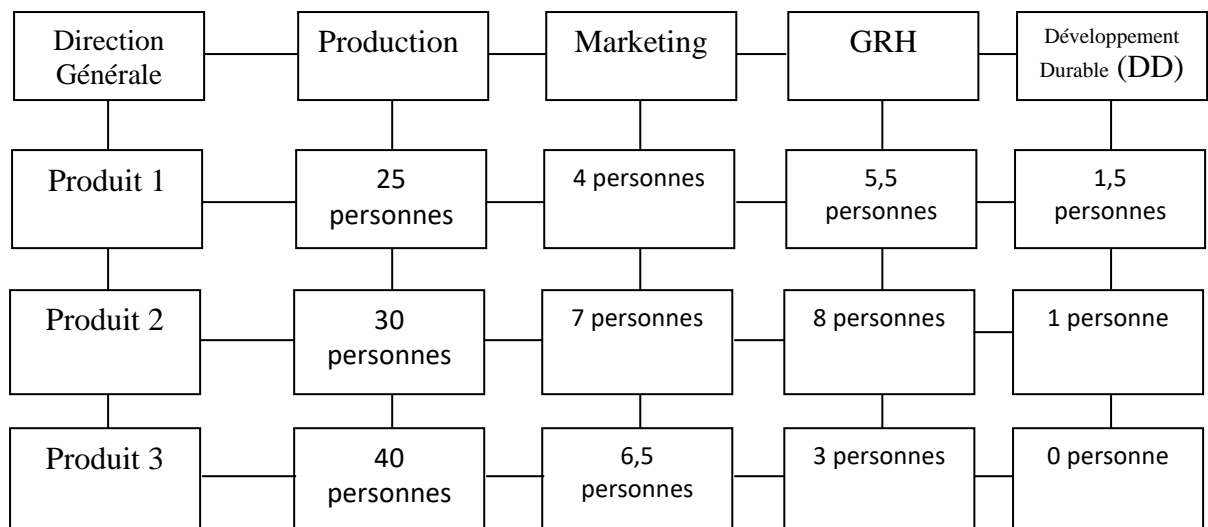 Direction
Générale
Production
Marketing
GRH
Développement
Durable (DD)
Produit 1
25
personnes
4 personnes
5,5
personnes
1,5
personnes
Produit 2
30
personnes
7 personnes
8 personnes
1 personne
Produit 3
40
personnes
6,5
personnes
3 personnes
0 personne